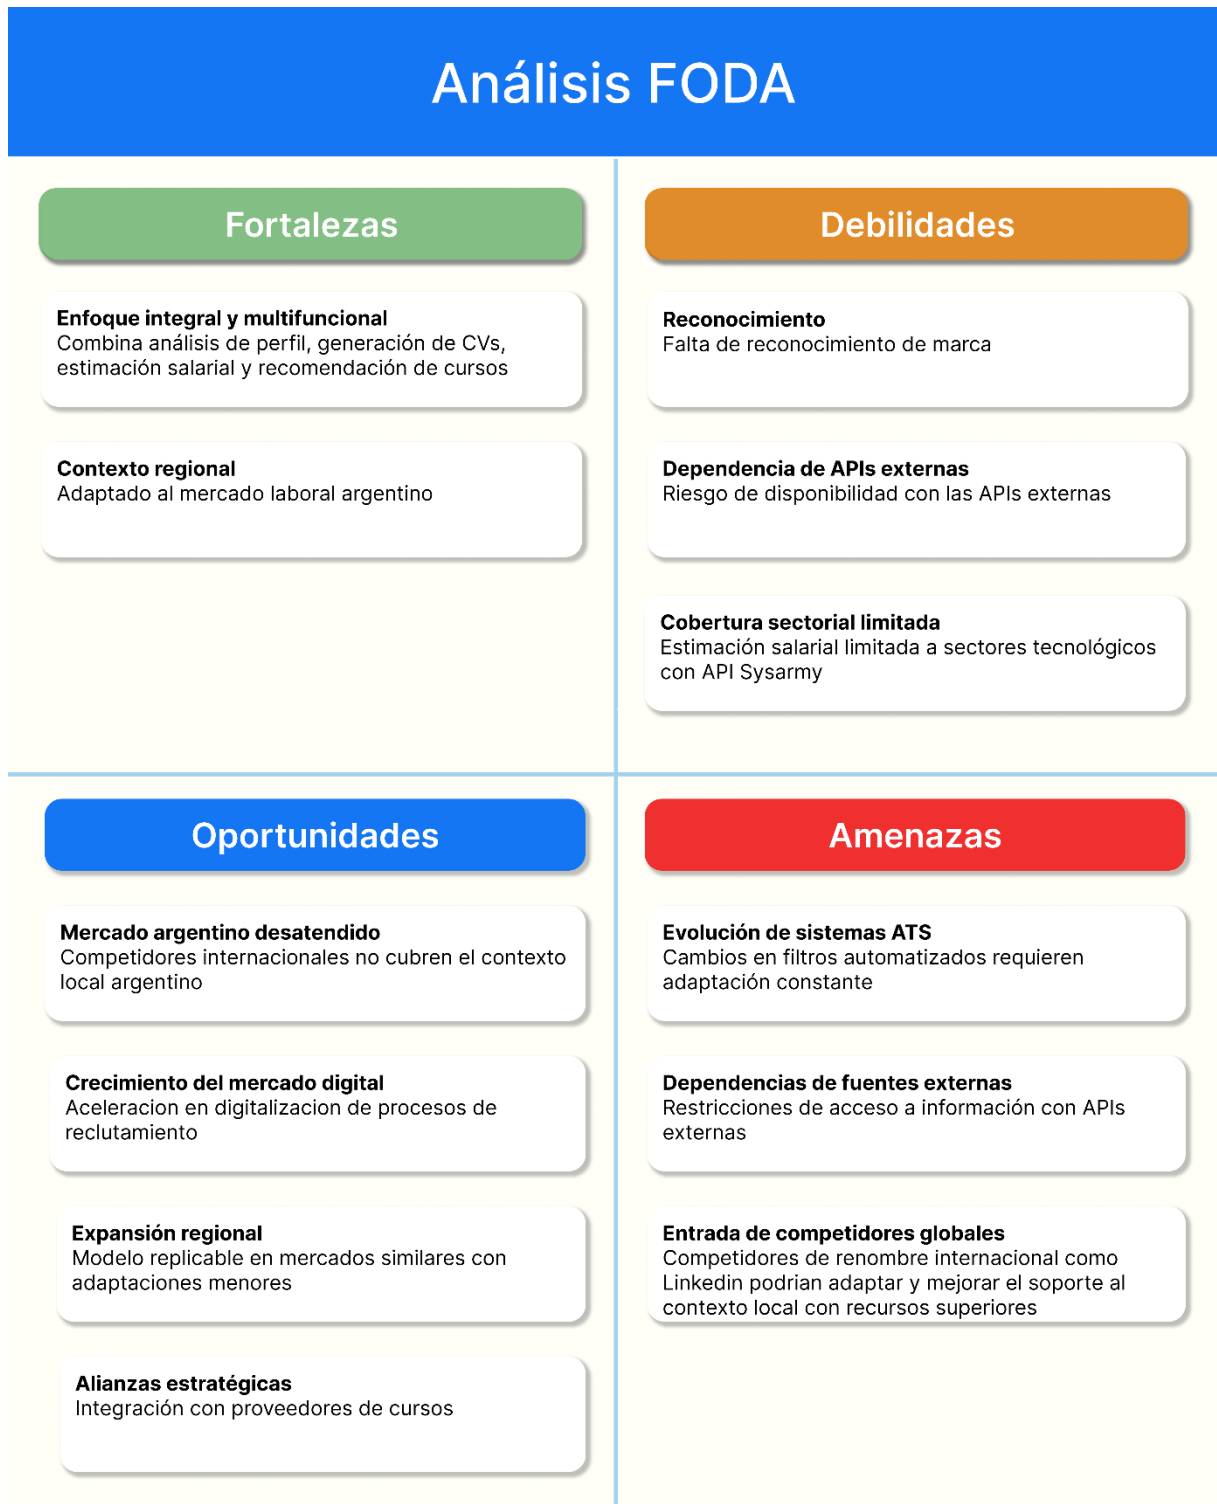 Análisis FODA
Fortalezas
Enfoque integral y multifuncional
Combina análisis de perfil, generación de CVs,
estimación salarial y recomendación de cursos
Contexto regional
Adaptado al mercado laboral argentino
Debilidades
Reconocimiento
Falta de reconocimiento de marca
Dependencia de APIs externas
Riesgo de disponibilidad con las APIs externas
Cobertura sectorial limitada
Estimación salarial limitada a sectores tecnológicos
con API Sysarmy
Oportunidades
Mercado argentino desatendido
Competidores internacionales no cubren el contexto
local argentino
Crecimiento del mercado digital
Aceleracion en digitalizacion de procesos de
reclutamiento
Expansión regional
Modelo replicable en mercados similares con
adaptaciones menores
Alianzas estratégicas
Integración con proveedores de cursos
Amenazas
Evolución de sistemas ATS
Cambios en filtros automatizados requieren
adaptación constante
Dependencias de fuentes externas
Restricciones de acceso a información con APIs
externas
Entrada de competidores globales
Competidores de renombre internacional como
Linkedin podrian adaptar y mejorar el soporte al
contexto local con recursos superiores